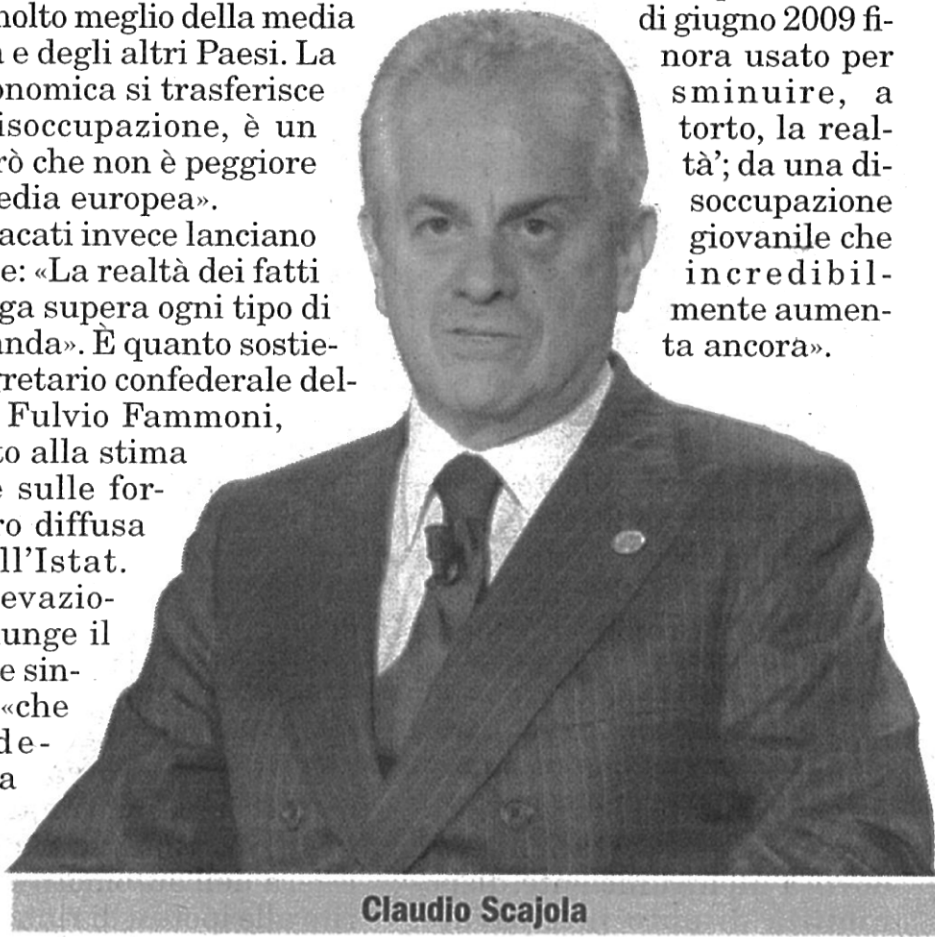 molto meglio della media
a e degli altri Paesi. La
onomica si trasferisce
isoccupazione, è un
rò che non è peggiore
edia europea».
acati invece lanciano
e: «La realtà dei fatti
ga supera ogni tipo di
anda». È quanto sostie-
gretario confederale del-
Fulvio Fammoni,
to alla stima
e sulle for-
ro diffusa
ll'Istat.
evazio-
unge il
e sin-
«che
de-
a
di giugno 2009 fi-
nora usato per
sminuire, a
torto, la real-
tà'; da una di-
soccupazione
giovanile che
incredibil-
mente aumen-
ta ancora».
Claudio Scajola